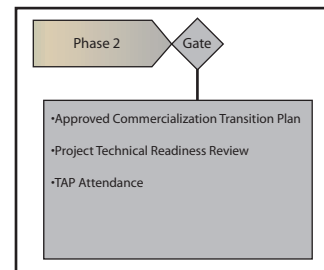 Phase 2
Gate
•Approved Commercialization Transition Plan
•Project Technical Readiness Review
•TAP Attendance